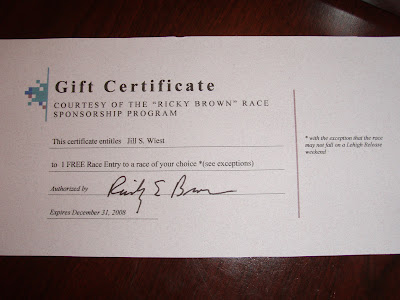 Gift Certificate
COURTESY OF THE "RICKY BROWN" RACE
SPONSORSHIP PROGRAM
This certificate entitles Jill S. Wiest
to 1 FREE Race Entry to a race of your choice *(see exceptions)
Authorized by Ricky E Brown
Expires December 31, 2008
* with the exception that the race
may not fall on a Lehigh Release
weekend